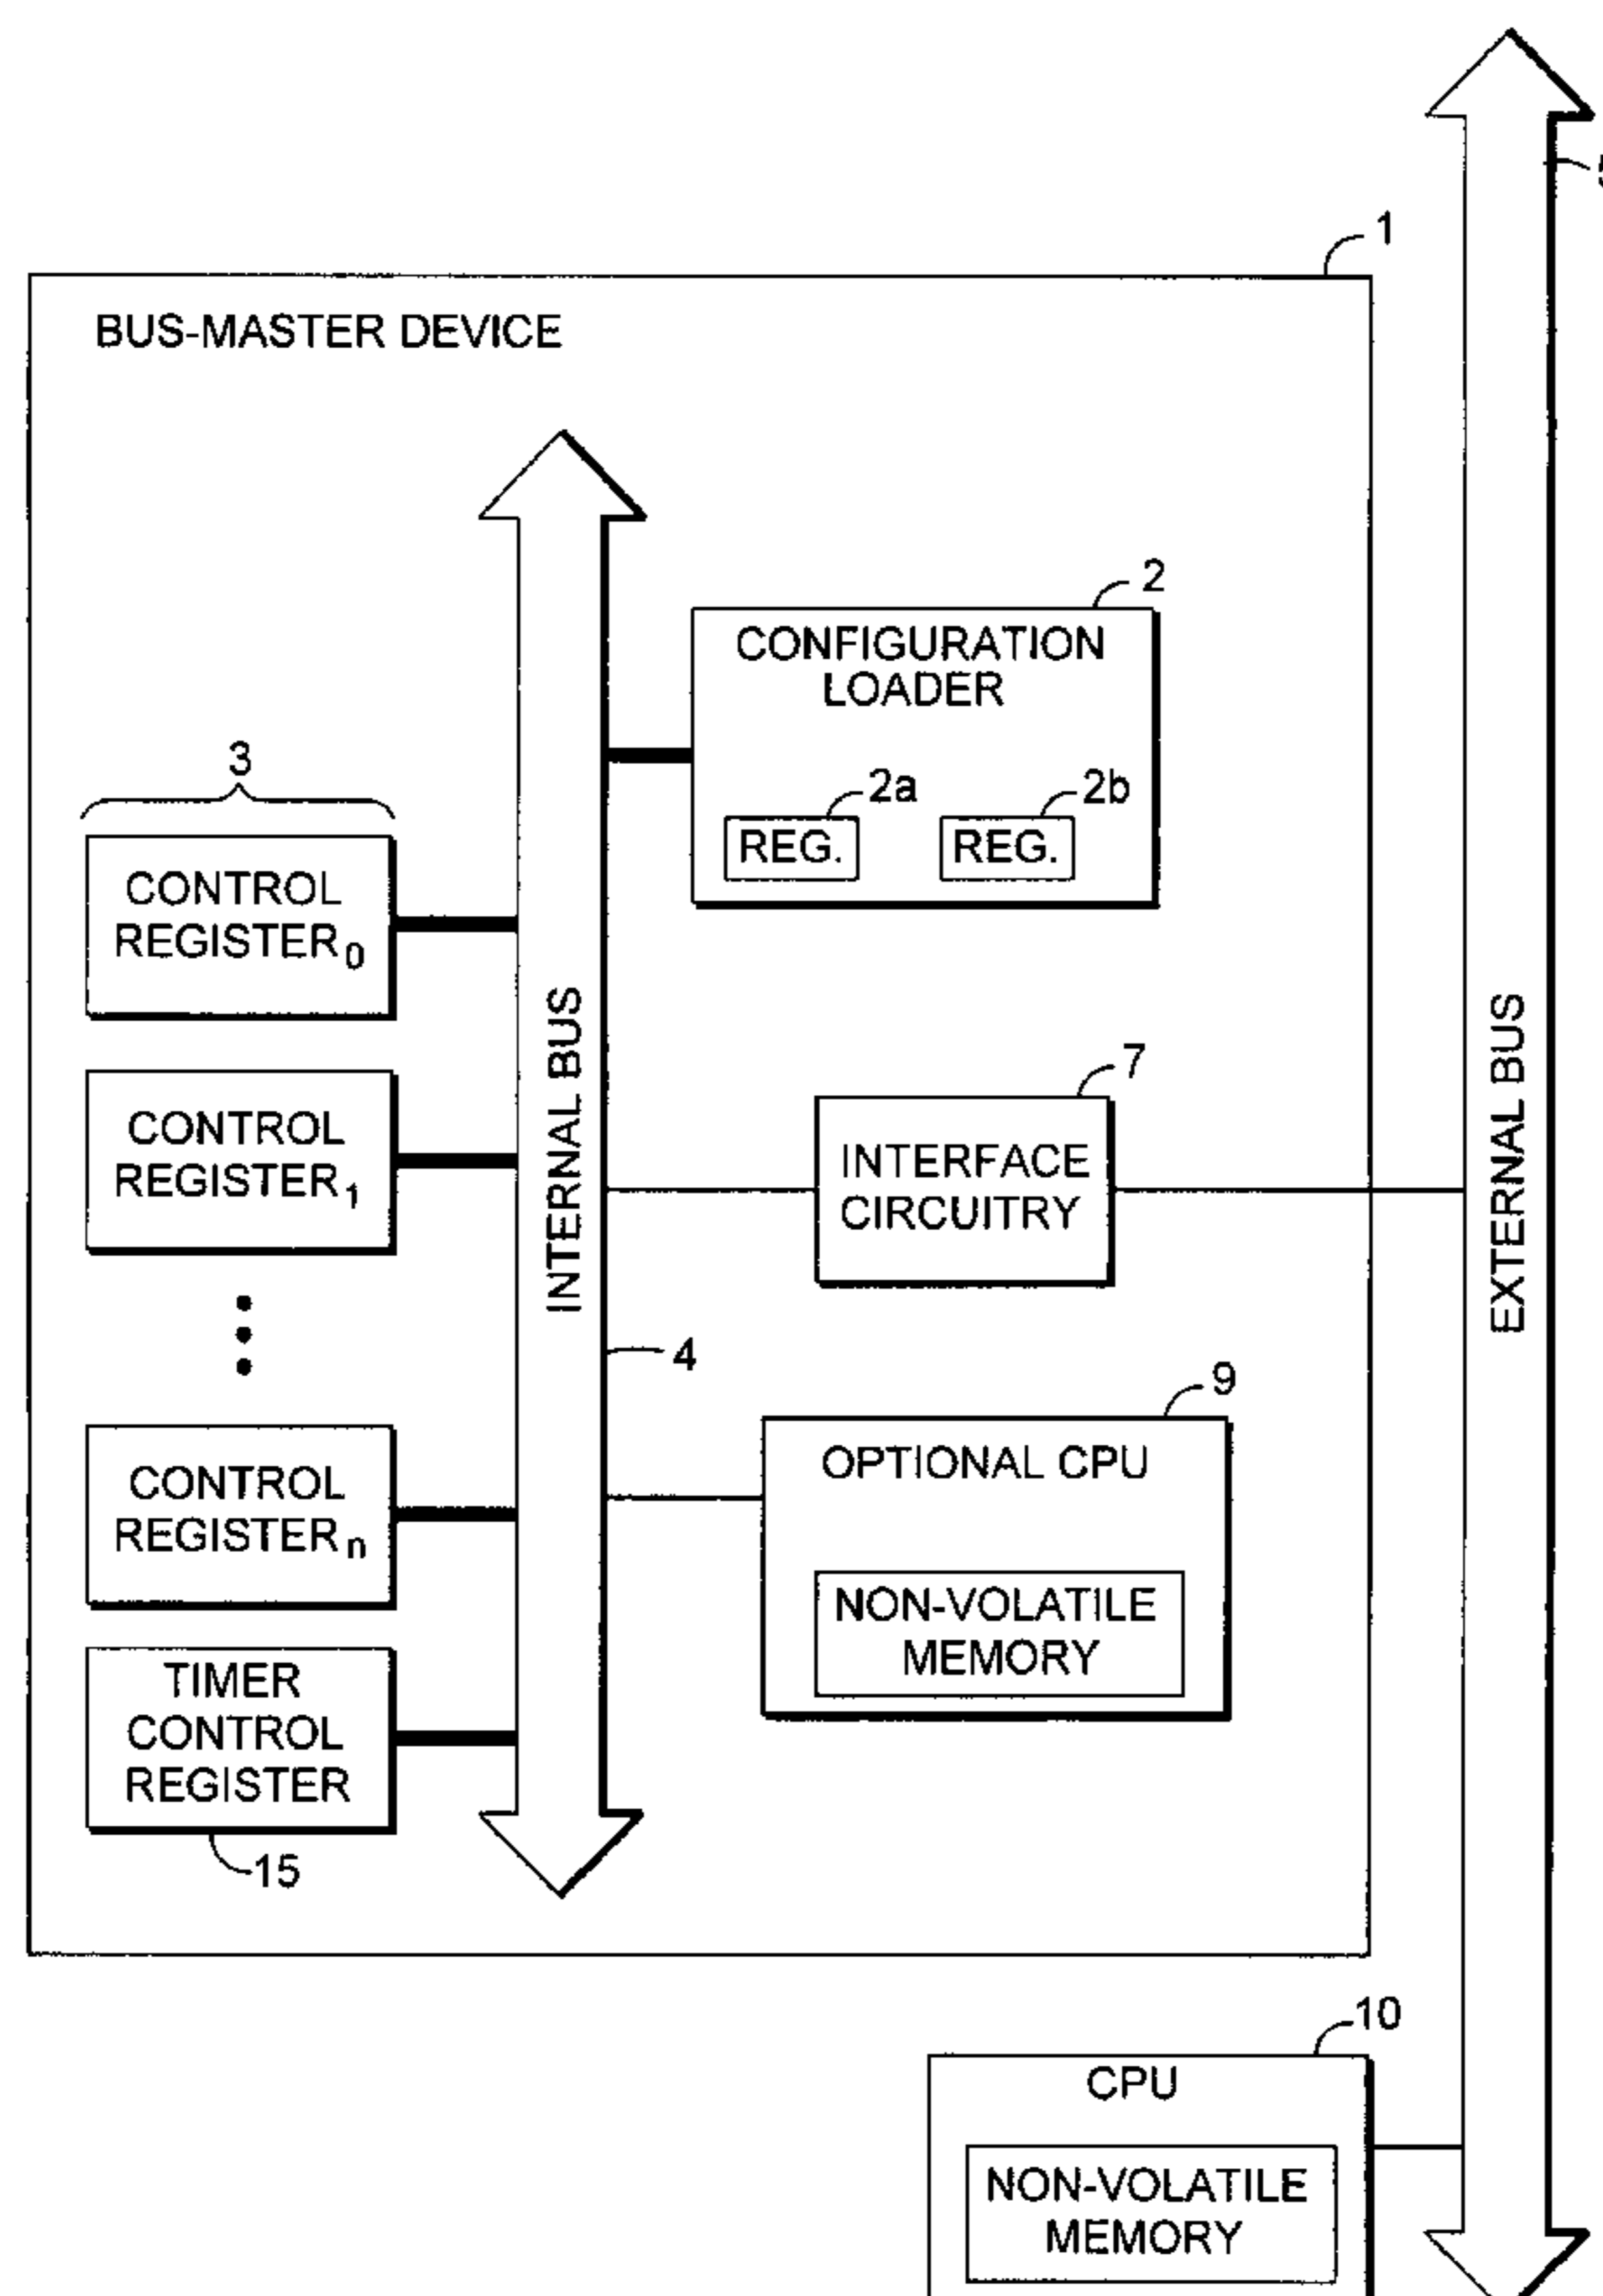 1
BUS-MASTER DEVICE
2
CONFIGURATION
LOADER
2a
2b
REG.
REG.
3
CONTROL
REGISTER0
CONTROL
REGISTER1
CONTROL
REGISTERn
TIMER
CONTROL
REGISTER
15
INTERNAL BUS
4
7
INTERFACE
CIRCUITRY
9
OPTIONAL CPU
NON-VOLATILE
MEMORY
EXTERNAL BUS
10
CPU
NON-VOLATILE
MEMORY